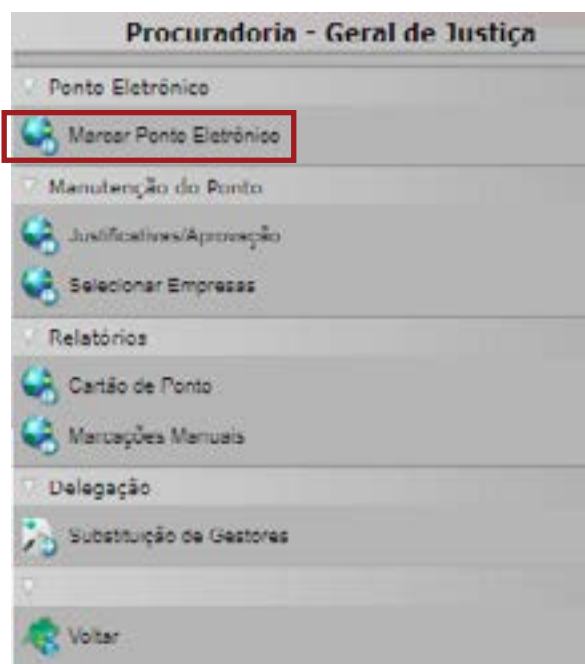 Procuradoria - Geral de Justiça
Ponto Eletrônico
Marcar Ponto Eletrônico
Manutenção do Ponto
Justificativas/Aprovação
Selecionar Empresas
Relatórios
Cartão de Ponto
Marcações Manuais
Delegação
Substituição de Gestores
Voltar